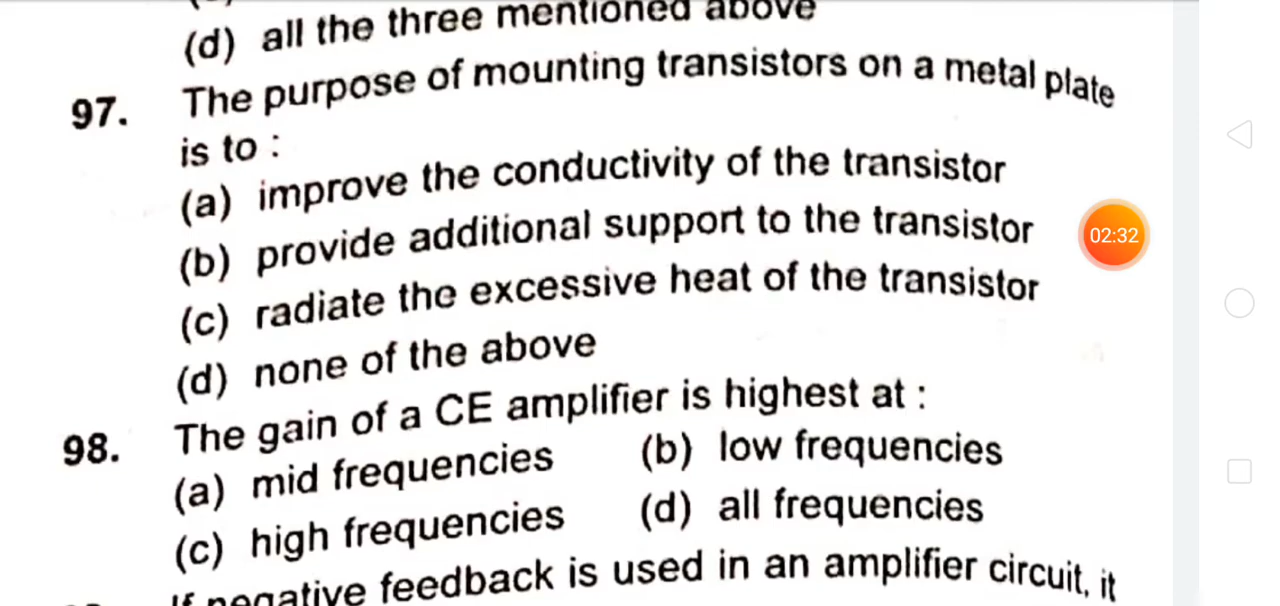 (d) all the three mentioned above
97. The purpose of mounting transistors on a metal plate
is to :
(a) improve the conductivity of the transistor
(b) provide additional support to the transistor
02:32
(c) radiate the excessive heat of the transistor
(d) none of the above
98. The gain of a CE amplifier is highest at :
(a) mid frequencies (b) low frequencies
(c) high frequencies (d) all frequencies
If negative feedback is used in an amplifier circuit, it